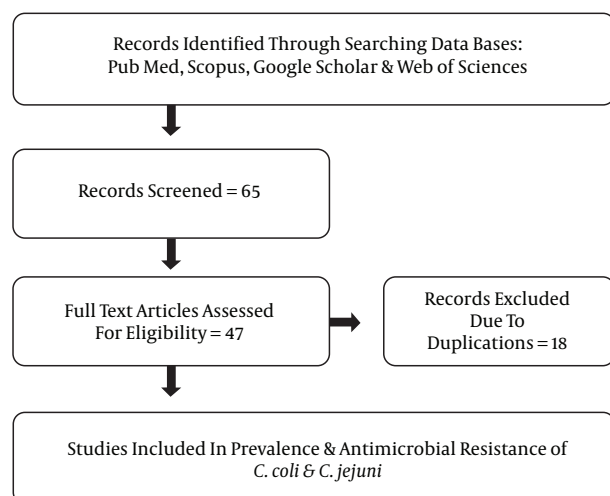 Records Identified Through Searching Data Bases:
Pub Med, Scopus, Google Scholar & Web of Sciences
Records Screened = 65
Full Text Articles Assessed
For Eligibility = 47
Records Excluded
Due To
Duplications = 18
Studies Included In Prevalence & Antimicrobial Resistance of
C. coli & C. jejuni